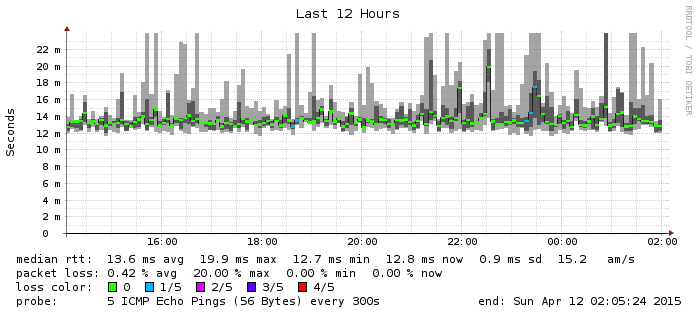 Last 12 Hours
RRDTOOL / TOBI OETIKER
Seconds
22 m
20 m
18 m
16 m
14 m
12 m
10 m
8 m
6 m
4 m
2 m
0
16:00 18:00 20:00 22:00 00:00 02:00
median rtt: 13.6 ms avg 19.9 ms max 12.7 ms min 12.8 ms now 0.9 ms sd 15.2 am/s
packet loss: 0.42 % avg 20.00 % max 0.00 % min 0.00 % now
loss color: 0 1/5 2/5 3/5 4/5
probe: 5 ICMP Echo Pings (56 Bytes) every 300s end: Sun Apr 12 02:05:24 2015